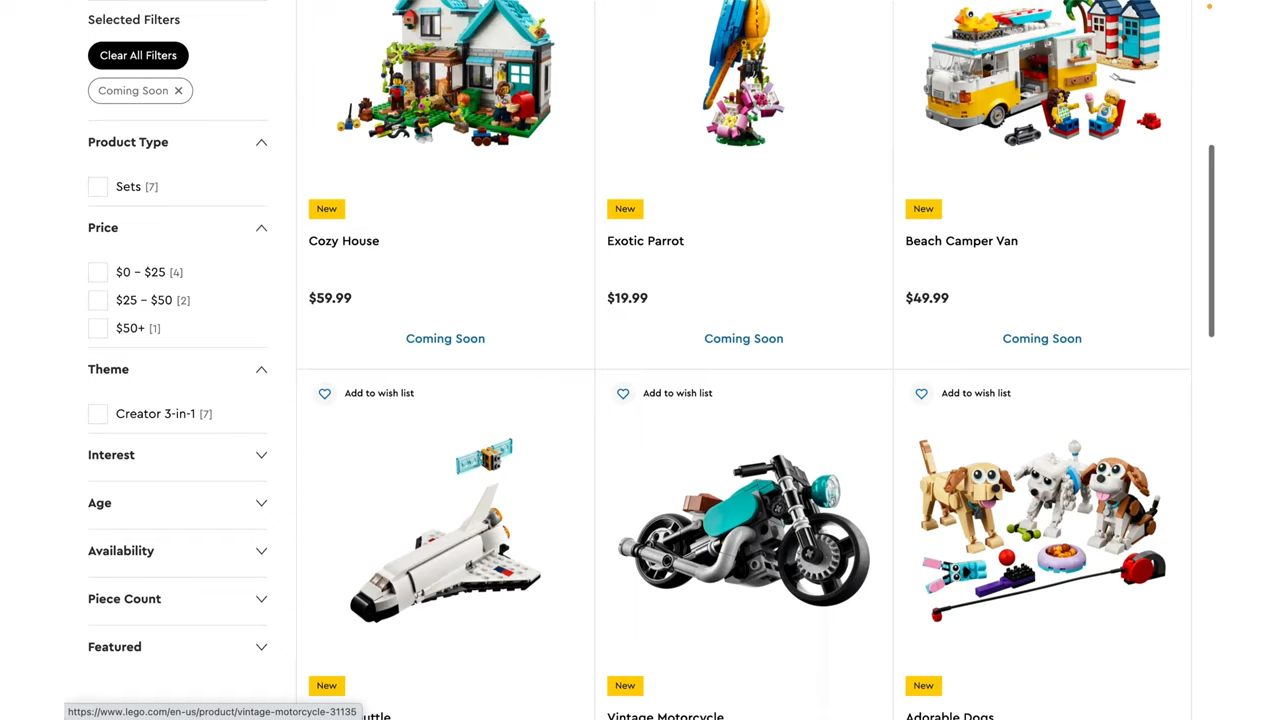 Selected Filters
Clear All Filters
Coming Soon
Product Type
Sets [7]
Price
$0 – $25 [4]
$25 – $50 [2]
$50+ [1]
Theme
Creator 3-in-1 [7]
Interest
Age
Availability
Piece Count
Featured
New
Cozy House
$59.99
Coming Soon
New
Exotic Parrot
$19.99
Coming Soon
New
Beach Camper Van
$49.99
Coming Soon
Add to wish list
New
Add to wish list
New
Vintage Motorcycle
Add to wish list
New
Adorable Dogs
https://www.lego.com/en-us/product/vintage-motorcycle-31135